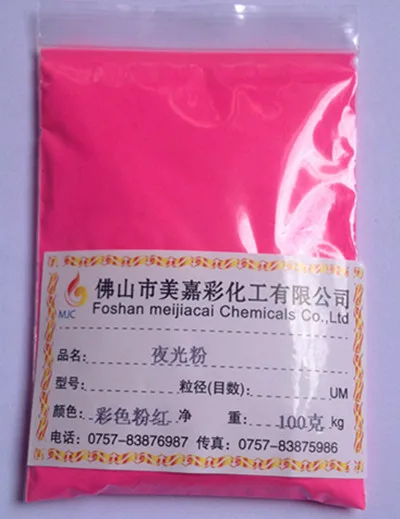 佛山市美嘉彩化工有限公司
MJC
Foshan meijiacai Chemicals Co.,Ltd
品名: 夜光粉
型号: 粒径(目数): UM
颜色: 彩色粉红 净 重: 100克 kg
电话: 0757-83876987 传真: 0757-83875986